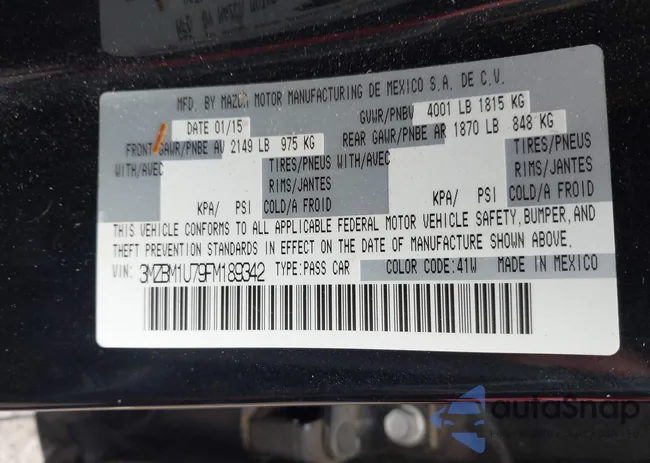 MFD. BY MAZDA MOTOR MANUFACTURING DE MEXICO S.A. DE C.V.
DATE 01/15 GVWR/PNBV 4001 LB 1815 KG
FRONT GAWR/PNBE AV 2149 LB 975 KG REAR GAWR/PNBE AR 1870 LB 848 KG
WITH/AVEC TIRES/PNEUS WITH/AVEC TIRES/PNEUS
RIMS/JANTES RIMS/JANTES
KPA/ PSI COLD/A FROID KPA/ PSI COLD/A FROID
THIS VEHICLE CONFORMS TO ALL APPLICABLE FEDERAL MOTOR VEHICLE SAFETY, BUMPER, AND
THEFT PREVENTION STANDARDS IN EFFECT ON THE DATE OF MANUFACTURE SHOWN ABOVE.
VIN: 3MZBM1U79FM189342 TYPE:PASS CAR COLOR CODE:41W MADE IN MEXICO
autoSnap